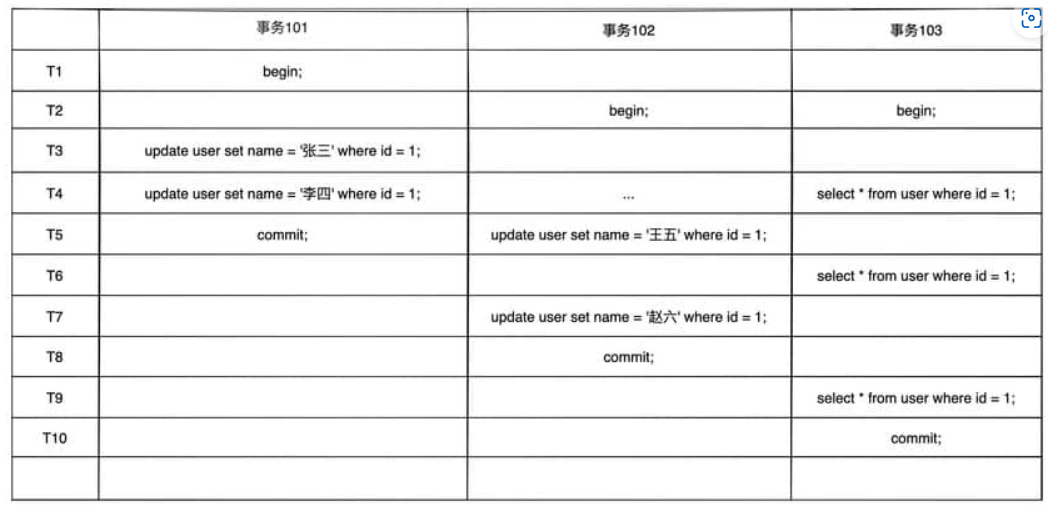 事务101 事务102 事务103
T1 begin;
T2 begin; begin;
T3 update user set name = '张三' where id = 1;
T4 update user set name = '李四' where id = 1; ... select * from user where id = 1;
T5 commit; update user set name = '王五' where id = 1;
T6 select * from user where id = 1;
T7 update user set name = '赵六' where id = 1;
T8 commit;
T9 select * from user where id = 1;
T10 commit;